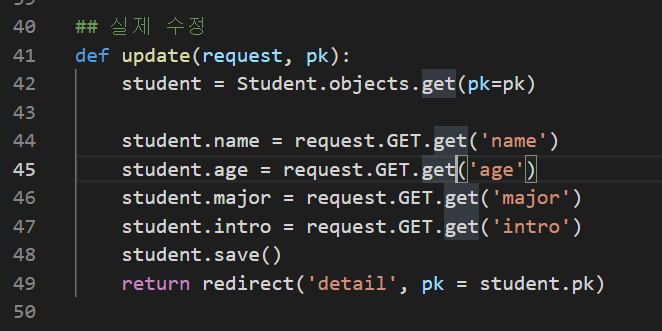 40 ## 실제 수정
41 def update(request, pk):
42     student = Student.objects.get(pk=pk)
43
44     student.name = request.GET.get('name')
45     student.age = request.GET.get('age')
46     student.major = request.GET.get('major')
47     student.intro = request.GET.get('intro')
48     student.save()
49     return redirect('detail', pk = student.pk)
50